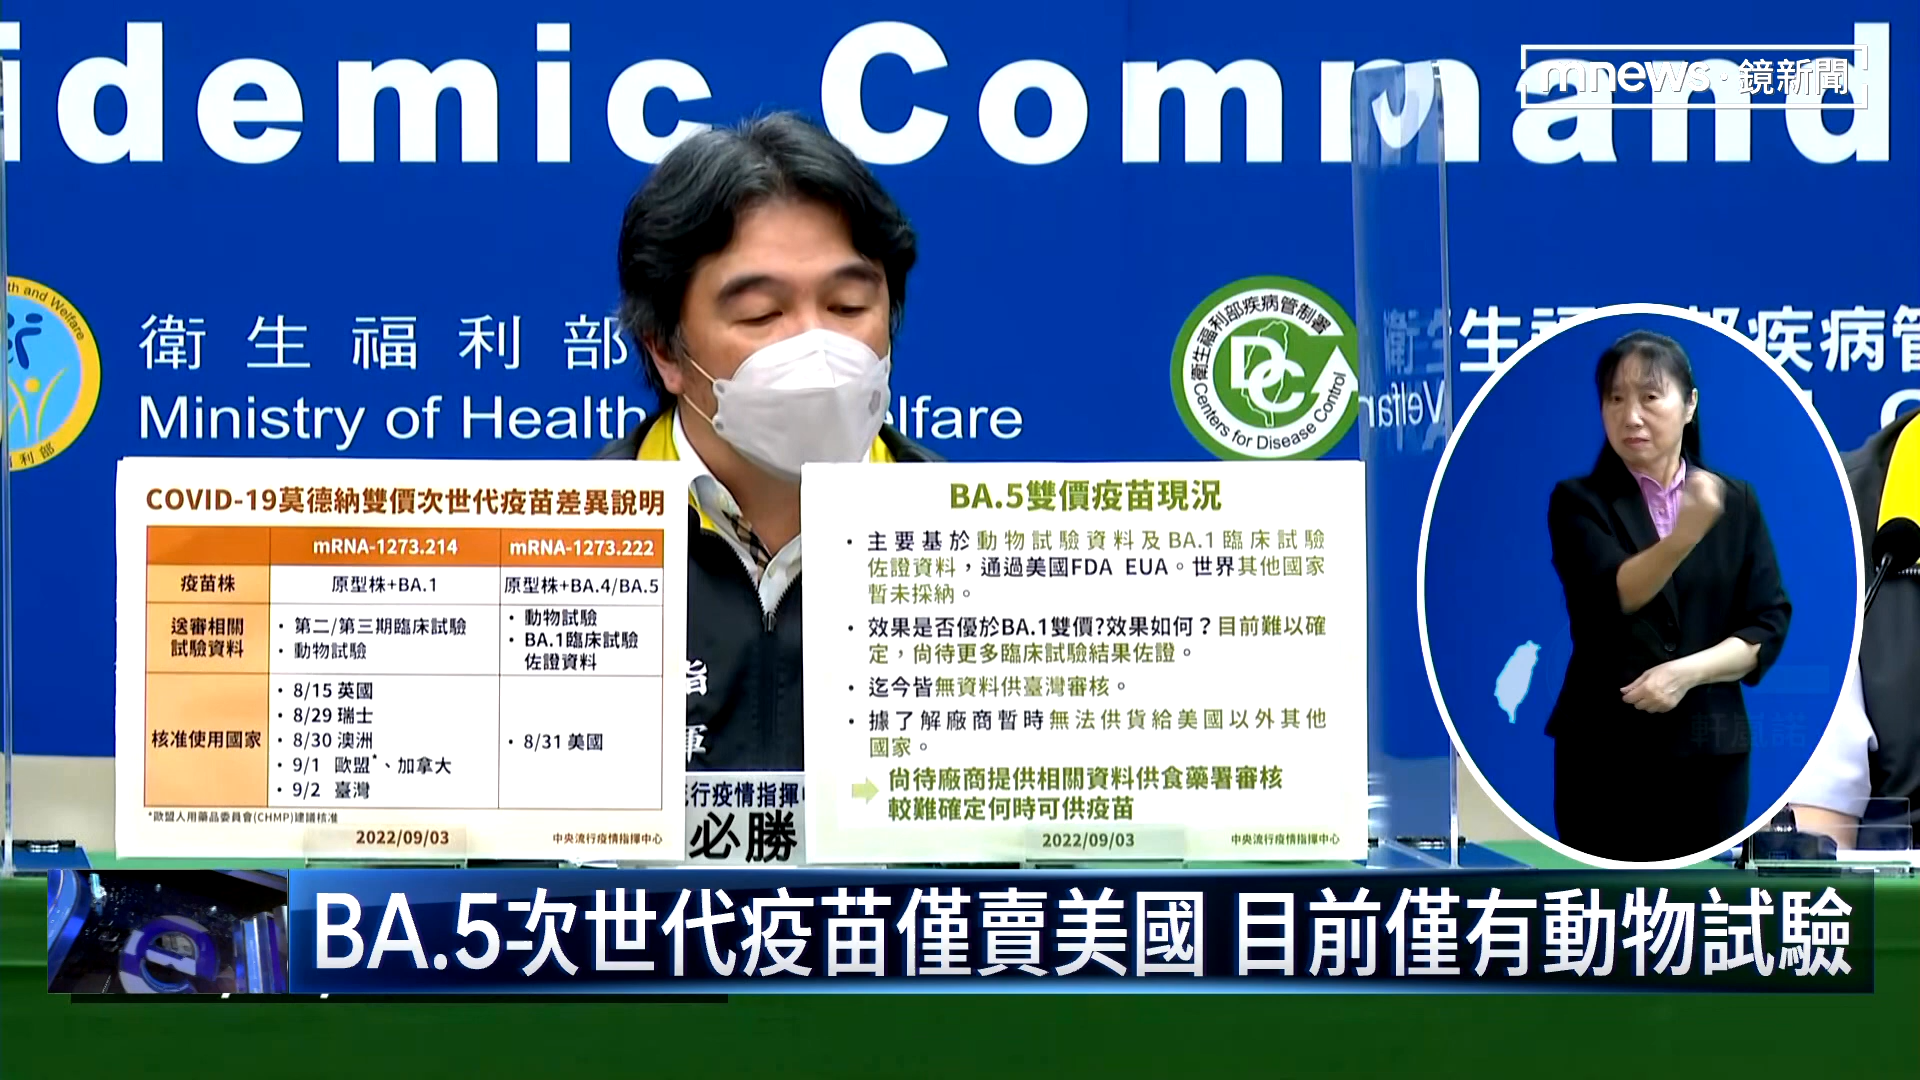 idemic Command
mnews·鏡新聞
th and Welfare
利部
衛生福利部
Ministry of Health
elfare
衛生福利部疾病管制署
CDC
Centers for Disease Control
生福
部疾病管
COVID-19莫德納雙價次世代疫苗差異說明
mRNA-1273.214 mRNA-1273.222
疫苗株 原型株+BA.1 原型株+BA.4/BA.5
送審相關
試驗資料
・第二/第三期臨床試驗
・動物試驗
・動物試驗
・BA.1臨床試驗
佐證資料
核准使用國家
・8/15 英國
・8/29 瑞士
・8/30 澳洲
・9/1 歐盟*、加拿大
・9/2 臺灣
・8/31 美國
*歐盟人用藥品委員會(CHMP)建議核准
2022/09/03 中央流行疫情指揮中心
BA.5雙價疫苗現況
・主要基於動物試驗資料及BA.1臨床試驗
佐證資料，通過美國FDA EUA。世界其他國家
暫未採納。
・效果是否優於BA.1雙價?效果如何？目前難以確
定，尚待更多臨床試驗結果佐證。
・迄今皆無資料供臺灣審核。
・據了解廠商暫時無法供貨給美國以外其他
國家。
尚待廠商提供相關資料供食藥署審核
較難確定何時可供疫苗
2022/09/03 中央流行疫情指揮中心
指
軍
行疫情指揮
必勝
軒嵐諾
BA.5次世代疫苗僅賣美國 目前僅有動物試驗